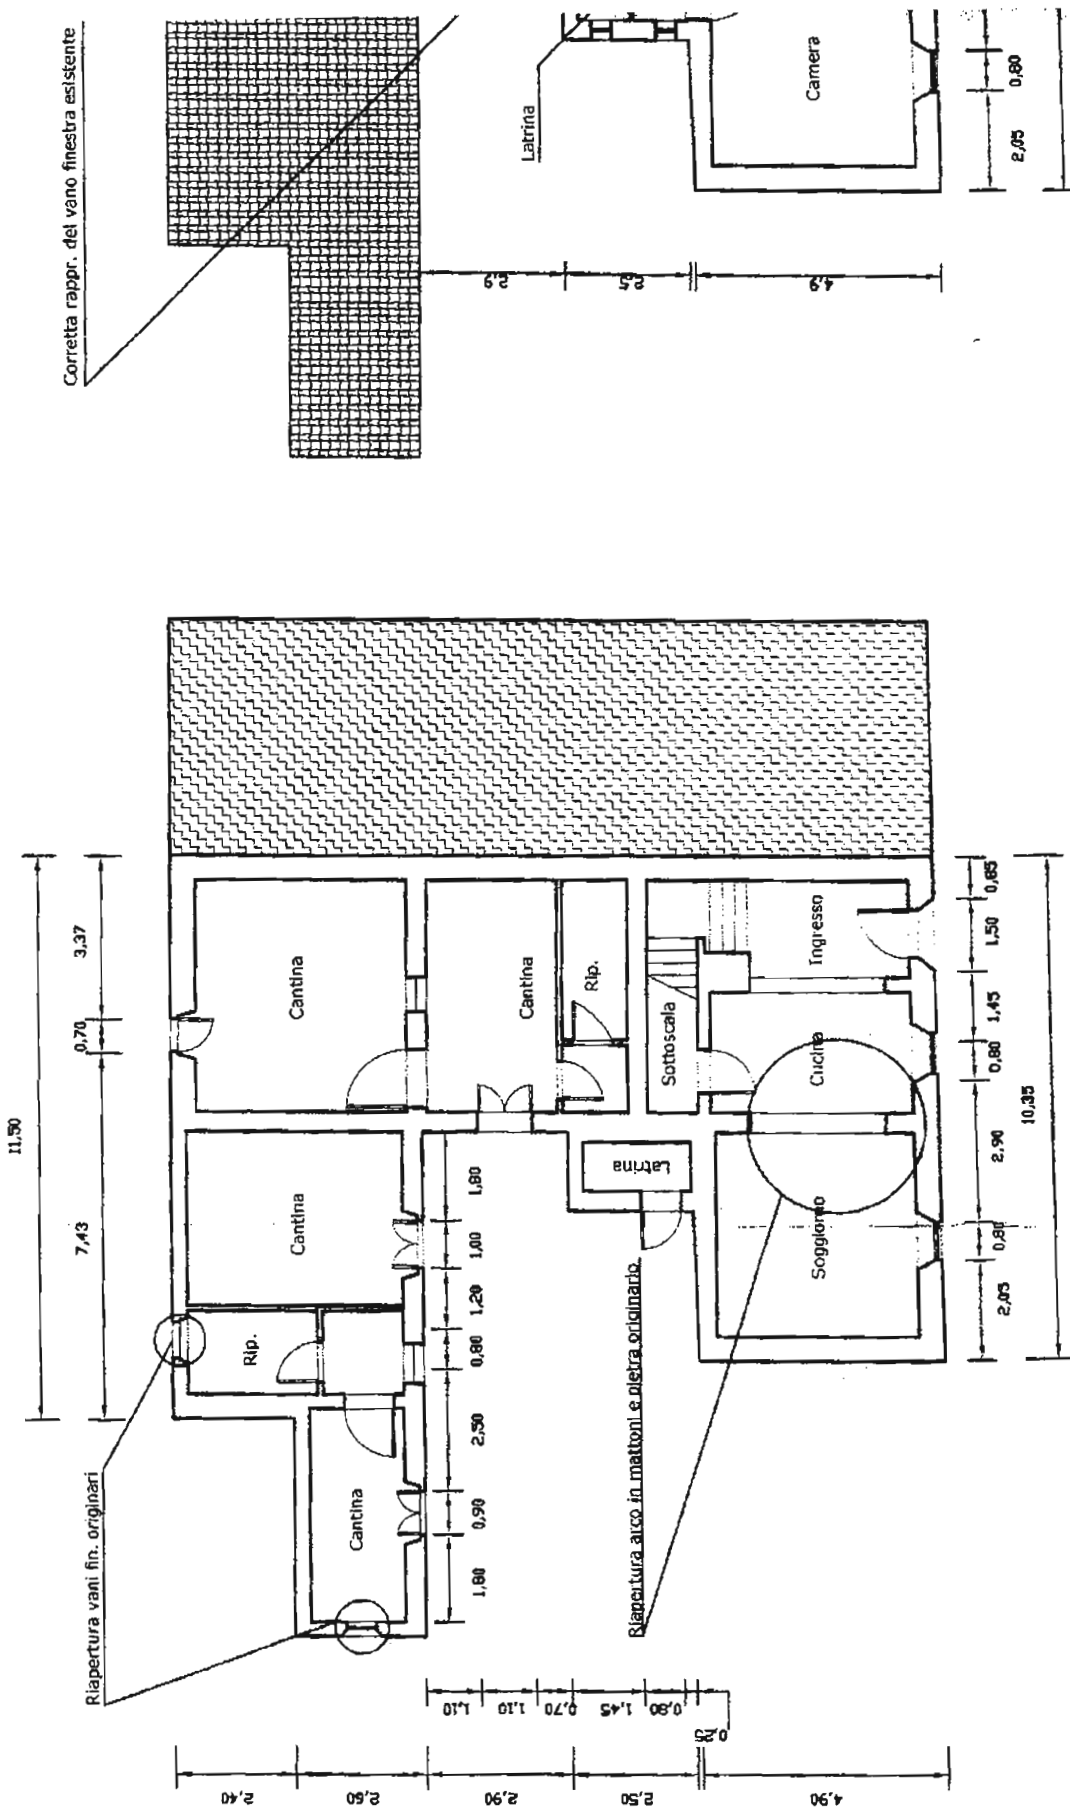 Corretta rappr. del vano finestra esistente
Latrina
Camera
0,80
2,05
2,9
2,5
4,9
11,50
3,37
0,70
7,43
Cantina
Cantina
Rip.
Sottoscala
Ingresso
Cucina
Cantina
Latrina
Soggiorno
Rip.
Cantina
0,85
1,50
1,45
0,80
2,90
0,80
2,05
10,35
1,80
1,00
1,20
0,80
2,50
0,90
1,80
Riapertura vani fin. originari
Riapertura arco in mattoni e pietra originario
1,10
1,10
0,70
1,45
0,80
0,25
2,40
2,60
2,90
2,50
4,90